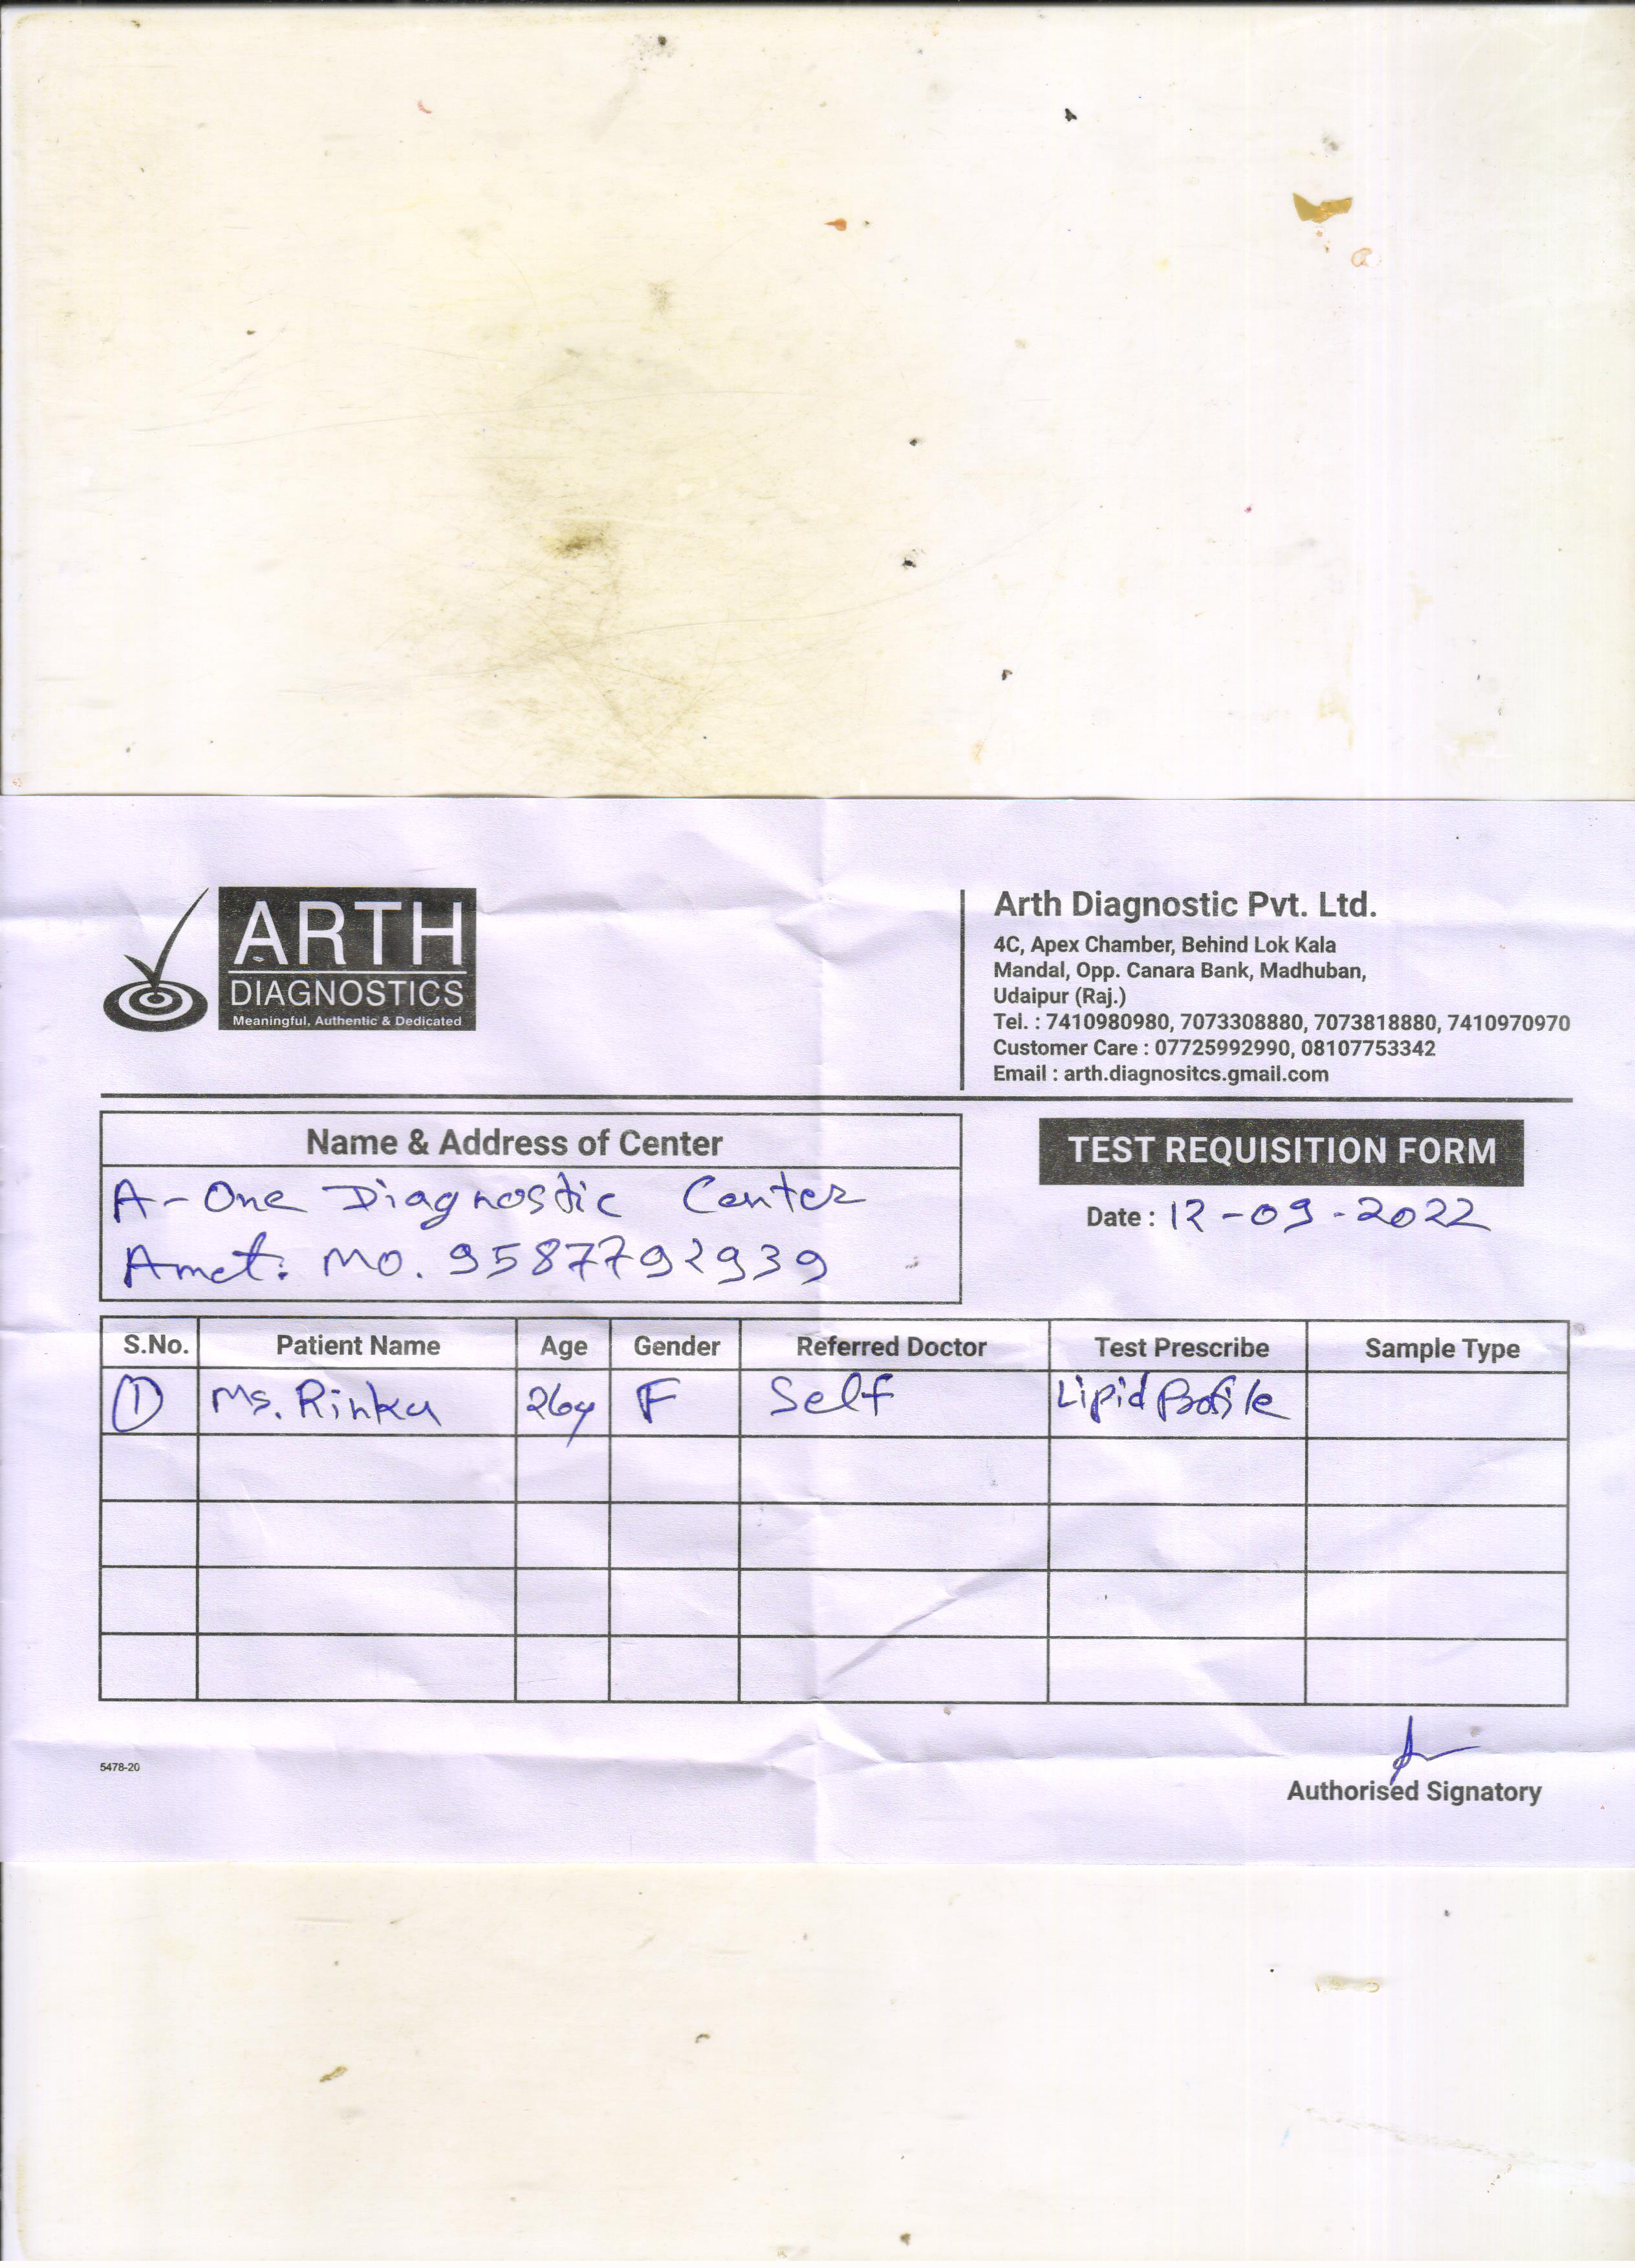 ARTH
DIAGNOSTICS
Meaningful, Authentic & Dedicated
Arth Diagnostic Pvt. Ltd.
4C, Apex Chamber, Behind Lok Kala
Mandal, Opp. Canara Bank, Madhuban,
Udaipur (Raj.)
Tel. : 7410980980, 7073308880, 7073818880, 7410970970
Customer Care : 07725992990, 08107753342
Email : arth.diagnositcs.gmail.com
Name & Address of Center
A-One Diagnostic Center
Amet. MO. 9587792939
TEST REQUISITION FORM
Date : 12-09-2022
S.No. Patient Name Age Gender Referred Doctor Test Prescribe Sample Type
1 Ms. Rinku 26y F Self Lipid Profile
5478-20
Authorised Signatory